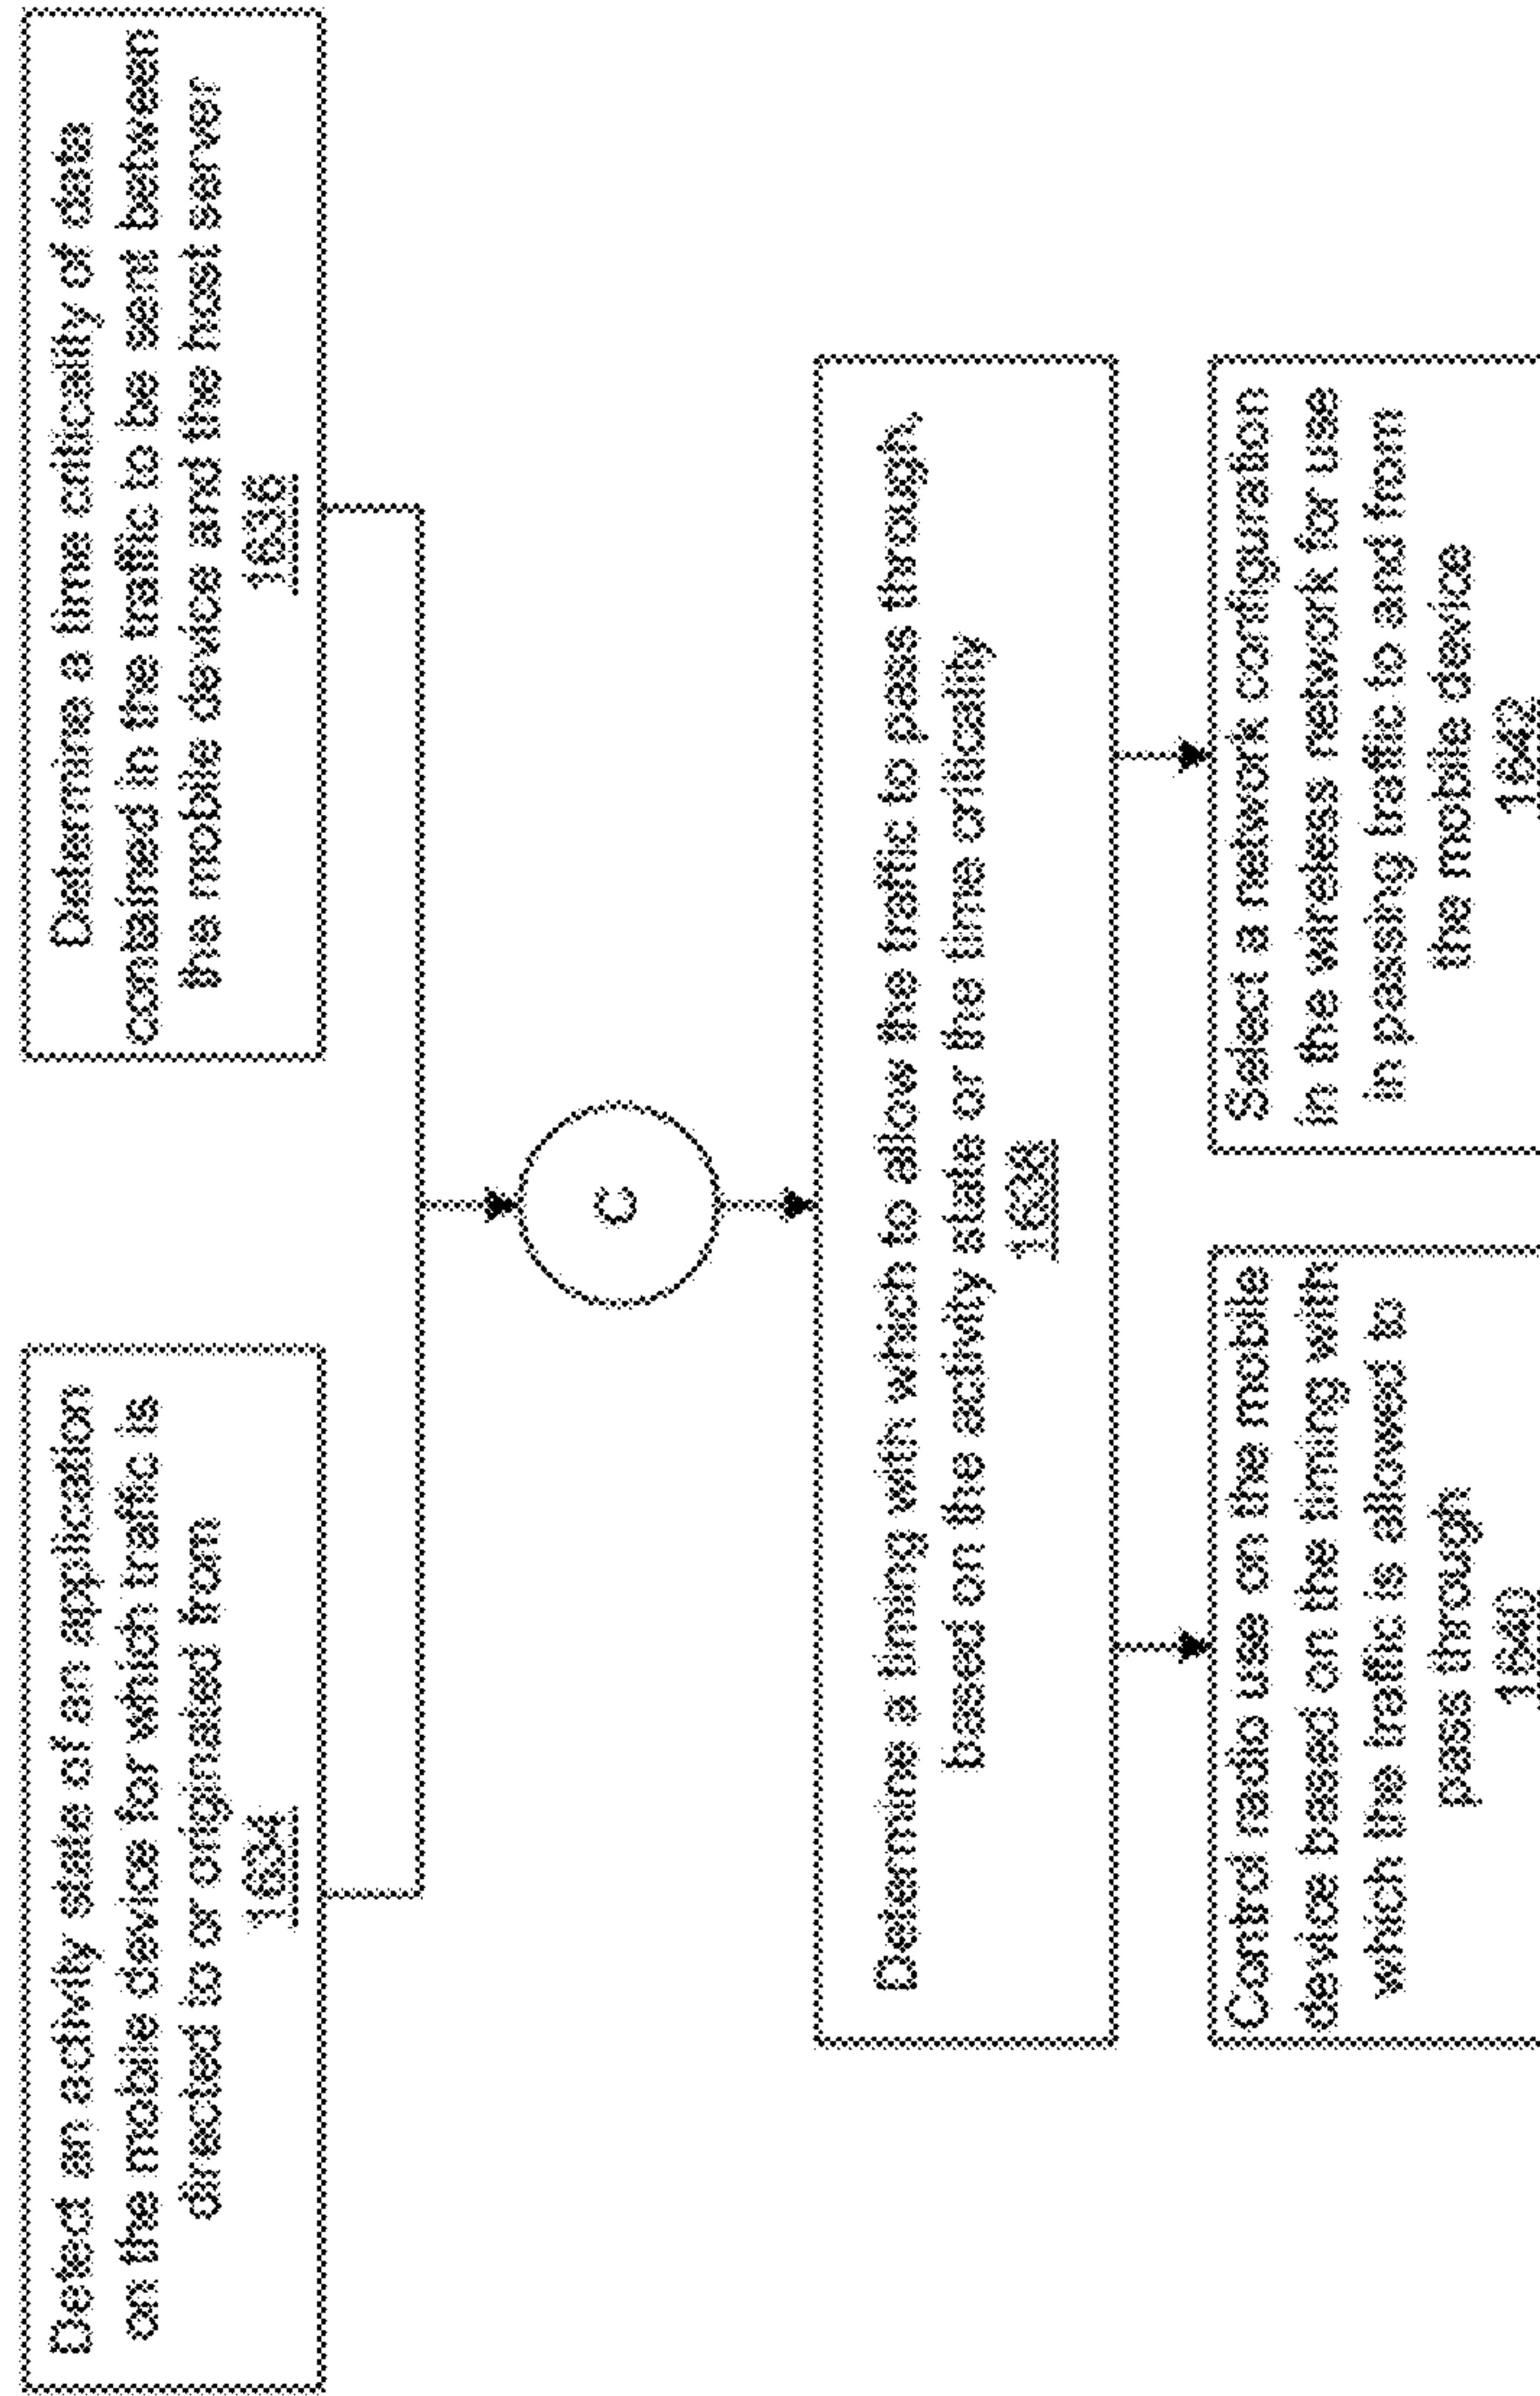 Detect an activity state of an application
on the mobile device for which traffic is
directed to or originated from
1634
Determine a time criticality of data
contained in the traffic to be sent between
the mobile device and the host server
1636
C
Determine a timing with which to allow the traffic to pass through,
based on the activity state or the time criticality
1638
Control radio use on the mobile
device based on the timing with
which the traffic is allowed to
pass through
1640
Select a network configuration
in the wireless network for use
in passing traffic to and from
the mobile device
1642